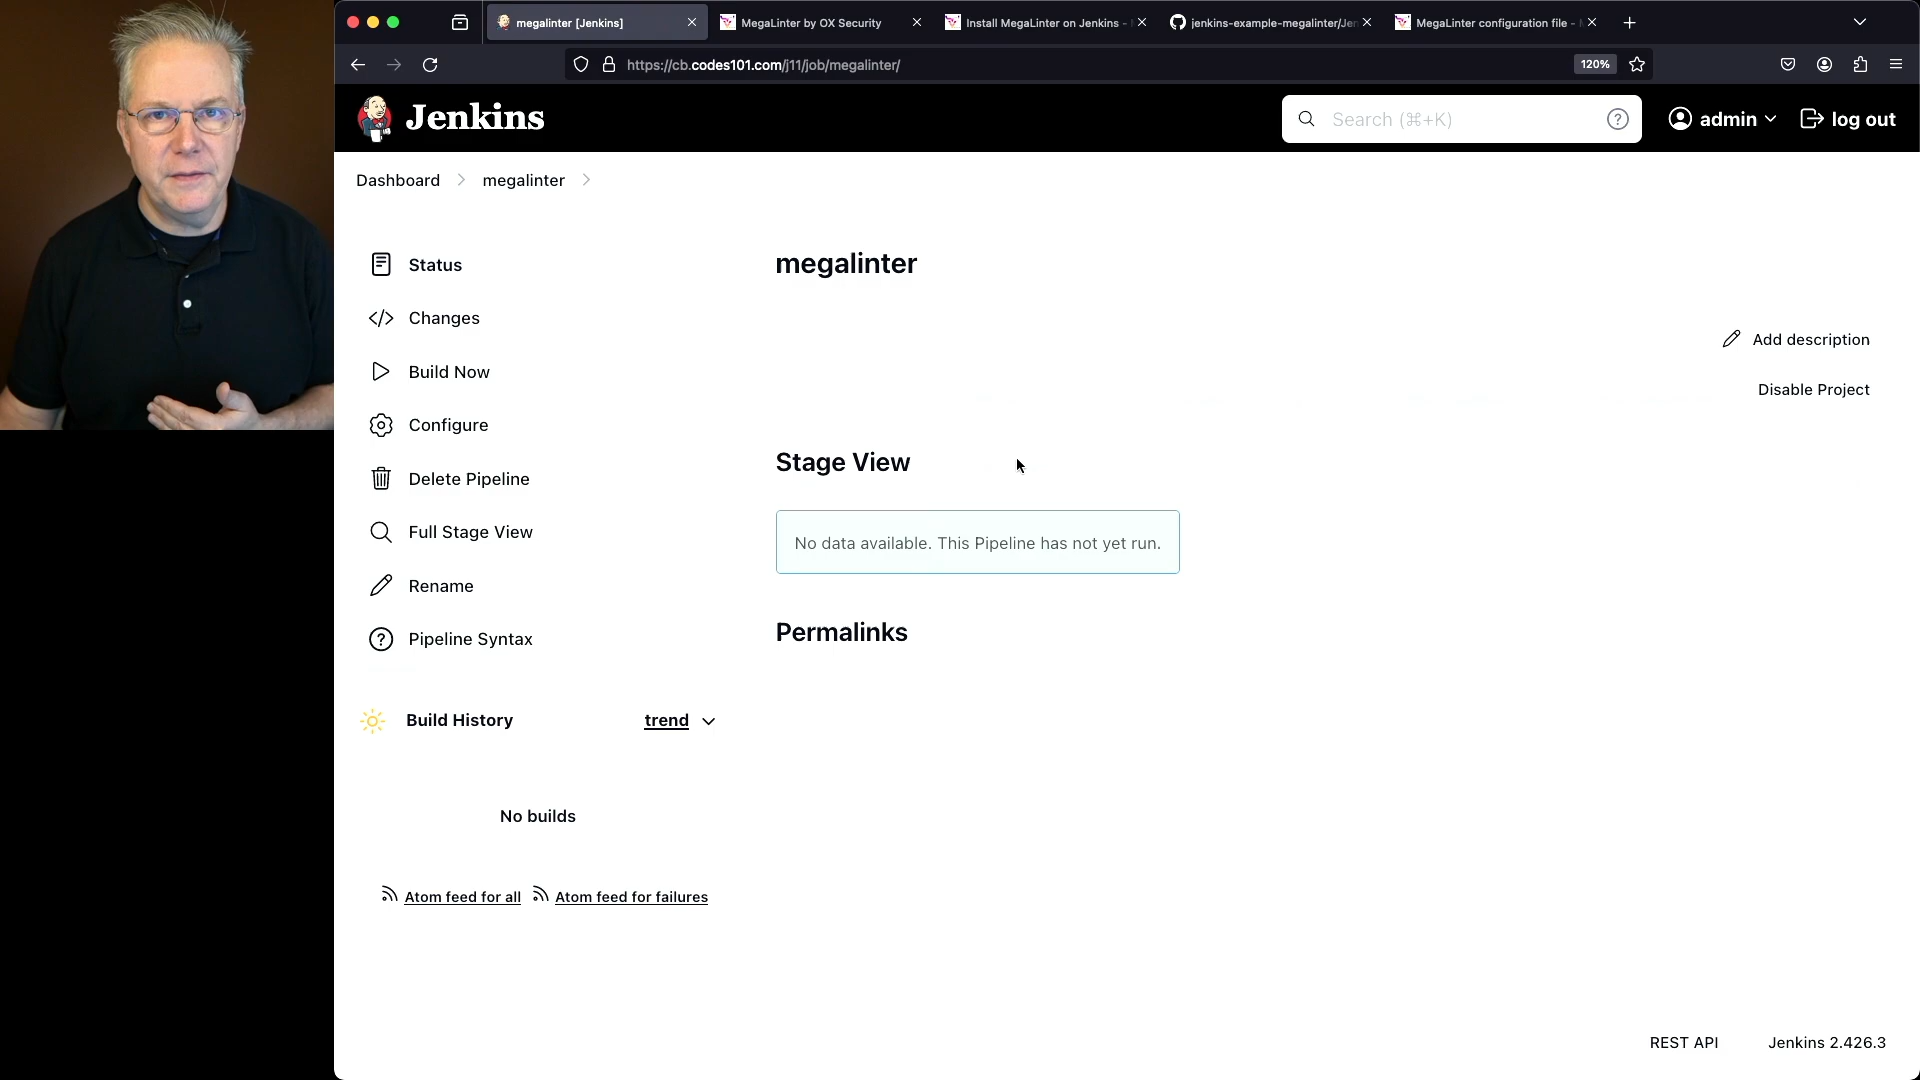 megalinter [Jenkins]
MegaLinter by OX Security
Install MegaLinter on Jenkins -
jenkins-example-megalinter/Jen
MegaLinter configuration file -
https://cb.codes101.com/j11/job/megalinter/
120%
Jenkins
Search (⌘+K)
admin
log out
Dashboard
megalinter
Status
Changes
Build Now
Configure
Delete Pipeline
Full Stage View
Rename
Pipeline Syntax
Build History
trend
No builds
Atom feed for all
Atom feed for failures
megalinter
Add description
Disable Project
Stage View
No data available. This Pipeline has not yet run.
Permalinks
REST API
Jenkins 2.426.3